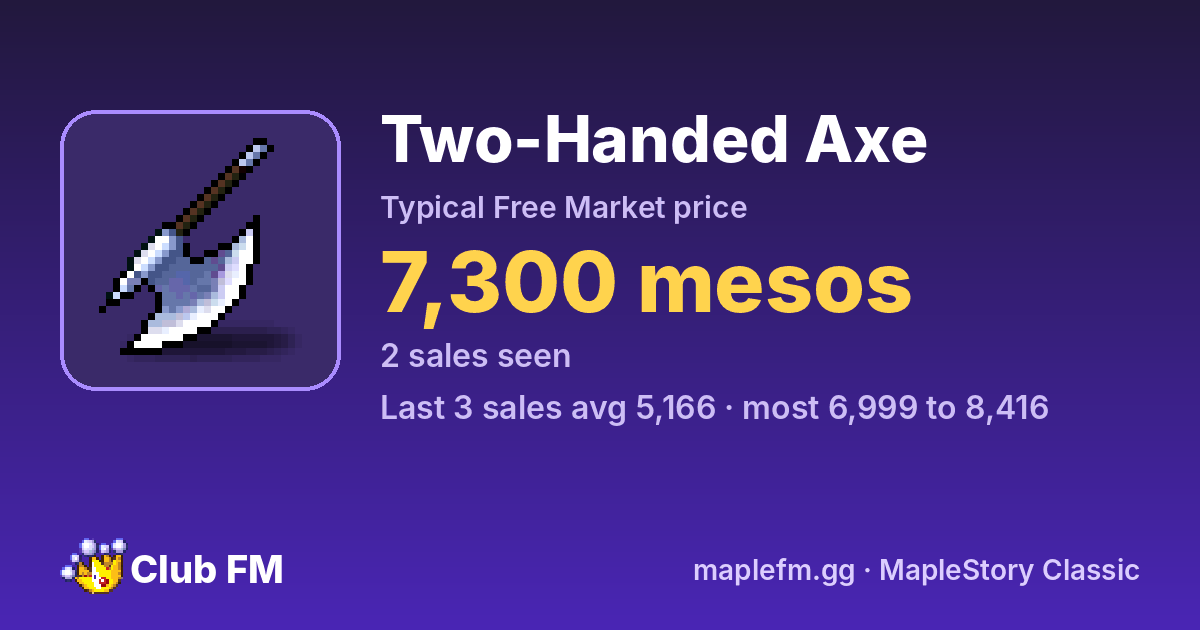 Two-Handed Axe
Typical Free Market price
7,300 mesos
2 sales seen
Last 3 sales avg 5,166 · most 6,999 to 8,416
Club FM
maplefm.gg · MapleStory Classic